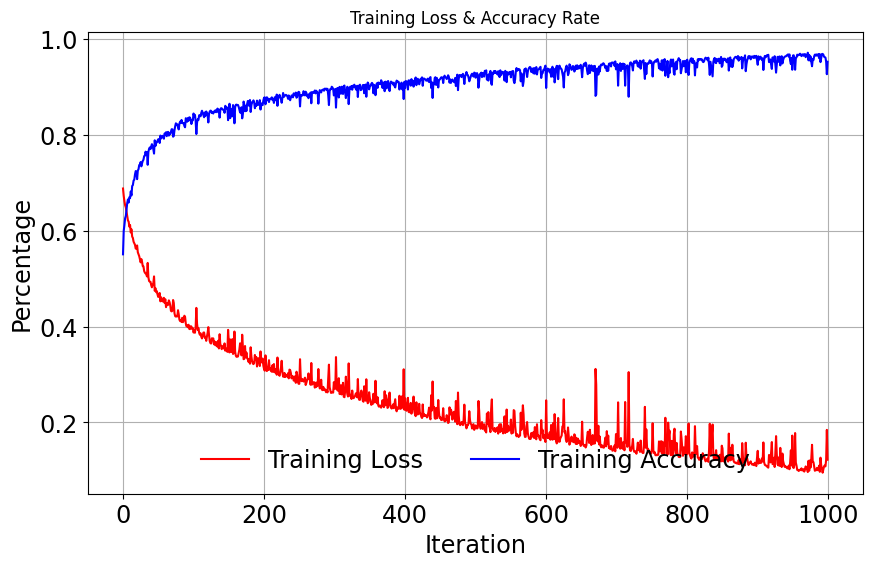 Training Loss & Accuracy Rate
1.0
0.8
0.6
0.4
0.2
Percentage
Training Loss
Training Accuracy
0 200 400 600 800 1000
Iteration